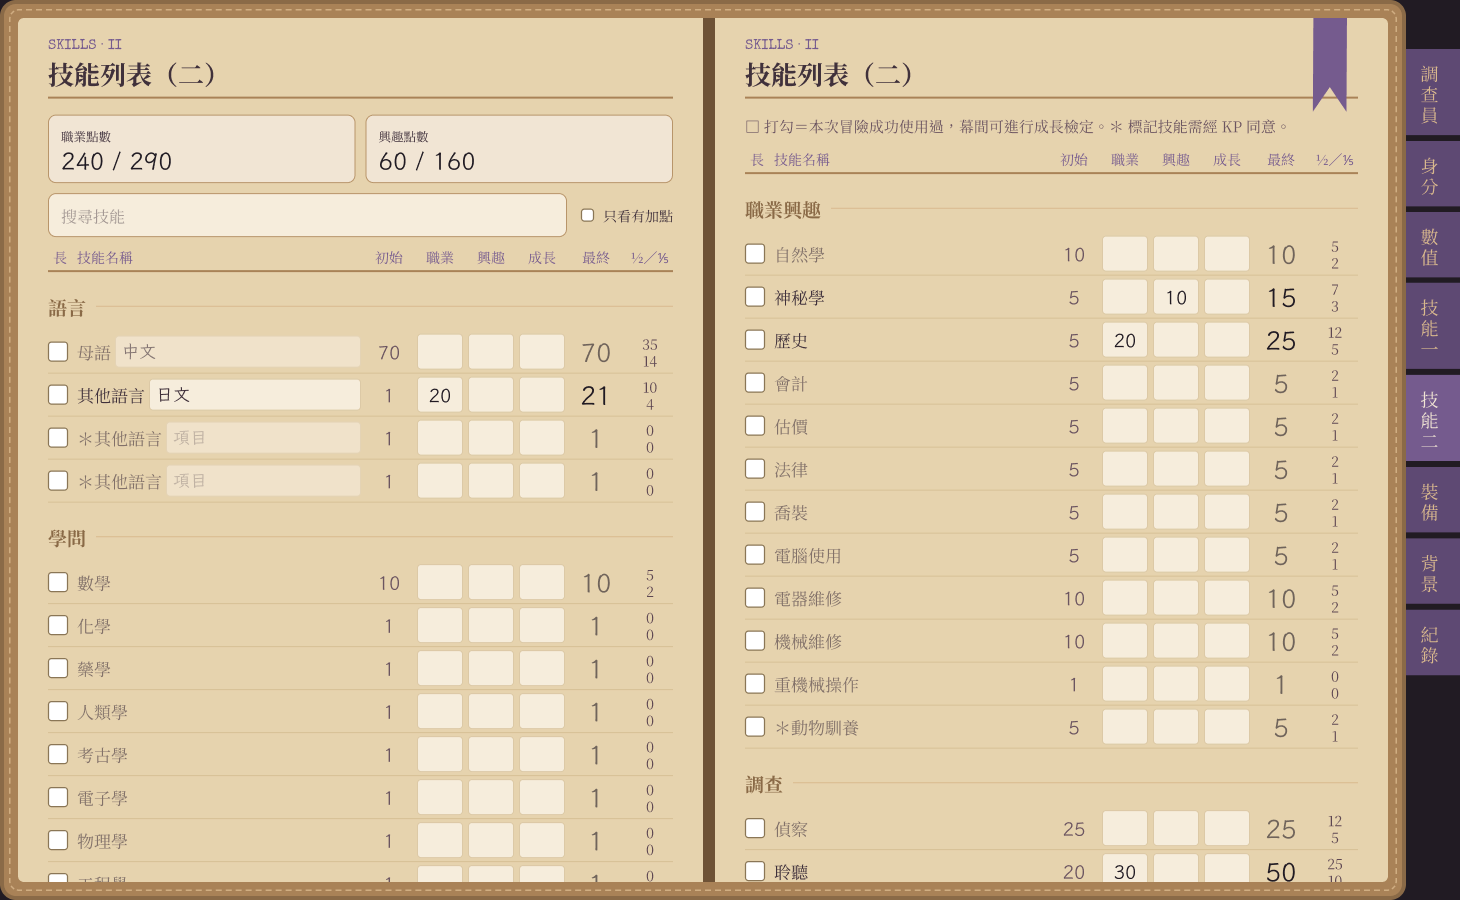 SKILLS · II
技能列表（二）
職業點數
240 / 290
興趣點數
60 / 160
搜尋技能
只看有加點
長 技能名稱 初始 職業 興趣 成長 最終 ½／⅕
語言
母語 中文 70 70 35 14
其他語言 日文 1 20 21 10 4
＊其他語言 項目 1 1 0 0
＊其他語言 項目 1 1 0 0
學問
數學 10 10 5 2
化學 1 1 0 0
藥學 1 1 0 0
人類學 1 1 0 0
考古學 1 1 0 0
電子學 1 1 0 0
物理學 1 1 0 0
SKILLS · II
技能列表（二）
□ 打勾＝本次冒險成功使用過，幕間可進行成長檢定。＊ 標記技能需經 KP 同意。
長 技能名稱 初始 職業 興趣 成長 最終 ½／⅕
職業興趣
自然學 10 10 5 2
神秘學 5 10 15 7 3
歷史 5 20 25 12 5
會計 5 5 2 1
估價 5 5 2 1
法律 5 5 2 1
喬裝 5 5 2 1
電腦使用 5 5 2 1
電器維修 10 10 5 2
機械維修 10 10 5 2
重機械操作 1 1 0 0
＊動物馴養 5 5 2 1
調查
偵察 25 25 12 5
聆聽 20 30 50 25 10
調查員
身分
數值
技能一
技能二
裝備
背景
紀錄